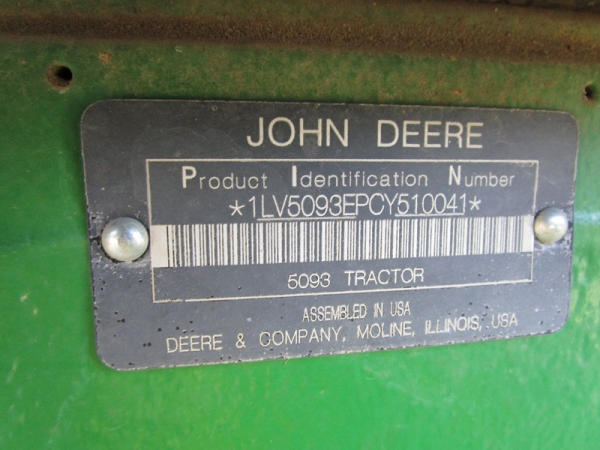 JOHN DEERE
Product Identification Number
*1LV5093EPCY510041*
5093 TRACTOR
ASSEMBLED IN USA
DEERE & COMPANY, MOLINE, ILLINOIS, USA